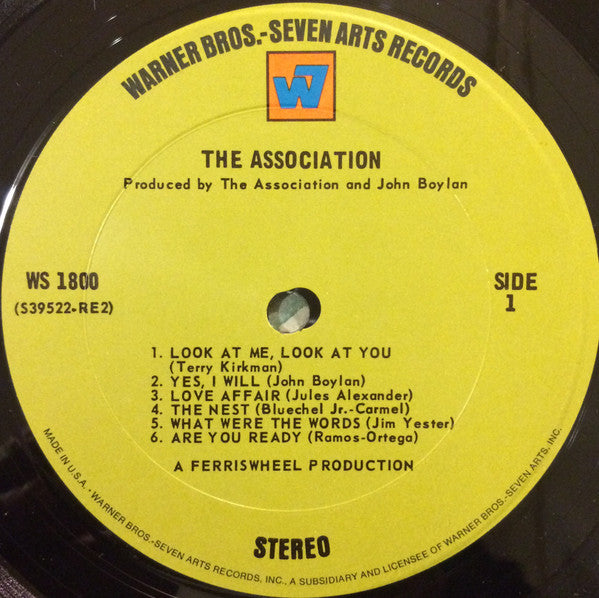 WARNER BROS.-SEVEN ARTS RECORDS
W7
THE ASSOCIATION
Produced by The Association and John Boylan
WS 1800
(S39522-RE2)
SIDE
1
1. LOOK AT ME, LOOK AT YOU
(Terry Kirkman)
2. YES, I WILL (John Boylan)
3. LOVE AFFAIR (Jules Alexander)
4. THE NEST (Bluechel Jr.-Carmel)
5. WHAT WERE THE WORDS (Jim Yester)
6. ARE YOU READY (Ramos-Ortega)
A FERRISWHEEL PRODUCTION
STEREO
MADE IN U.S.A. • WARNER BROS.-SEVEN ARTS RECORDS, INC., A SUBSIDIARY AND LICENSEE OF WARNER BROS.-SEVEN ARTS, INC.